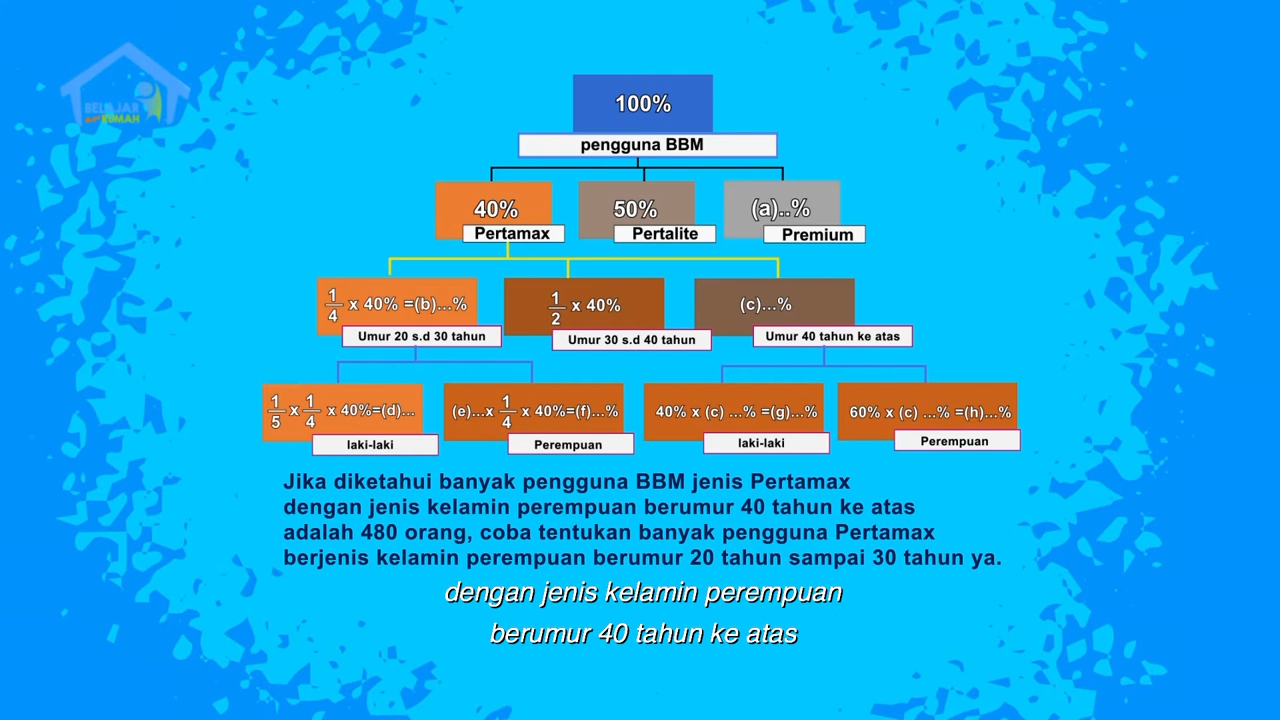 BELAJAR
dari RUMAH
100%
pengguna BBM
40%
50%
(a)..%
Pertamax
Pertalite
Premium
1/4 x 40% =(b)...%
1/2 x 40%
(c)...%
Umur 20 s.d 30 tahun
Umur 30 s.d 40 tahun
Umur 40 tahun ke atas
1/5 x 1/4 x 40%=(d)...
(e)...x 1/4 x 40%=(f)...%
40% x (c) ...% =(g)...%
60% x (c) ...% =(h)...%
laki-laki
Perempuan
laki-laki
Perempuan
Jika diketahui banyak pengguna BBM jenis Pertamax
dengan jenis kelamin perempuan berumur 40 tahun ke atas
adalah 480 orang, coba tentukan banyak pengguna Pertamax
berjenis kelamin perempuan berumur 20 tahun sampai 30 tahun ya.
dengan jenis kelamin perempuan
berumur 40 tahun ke atas